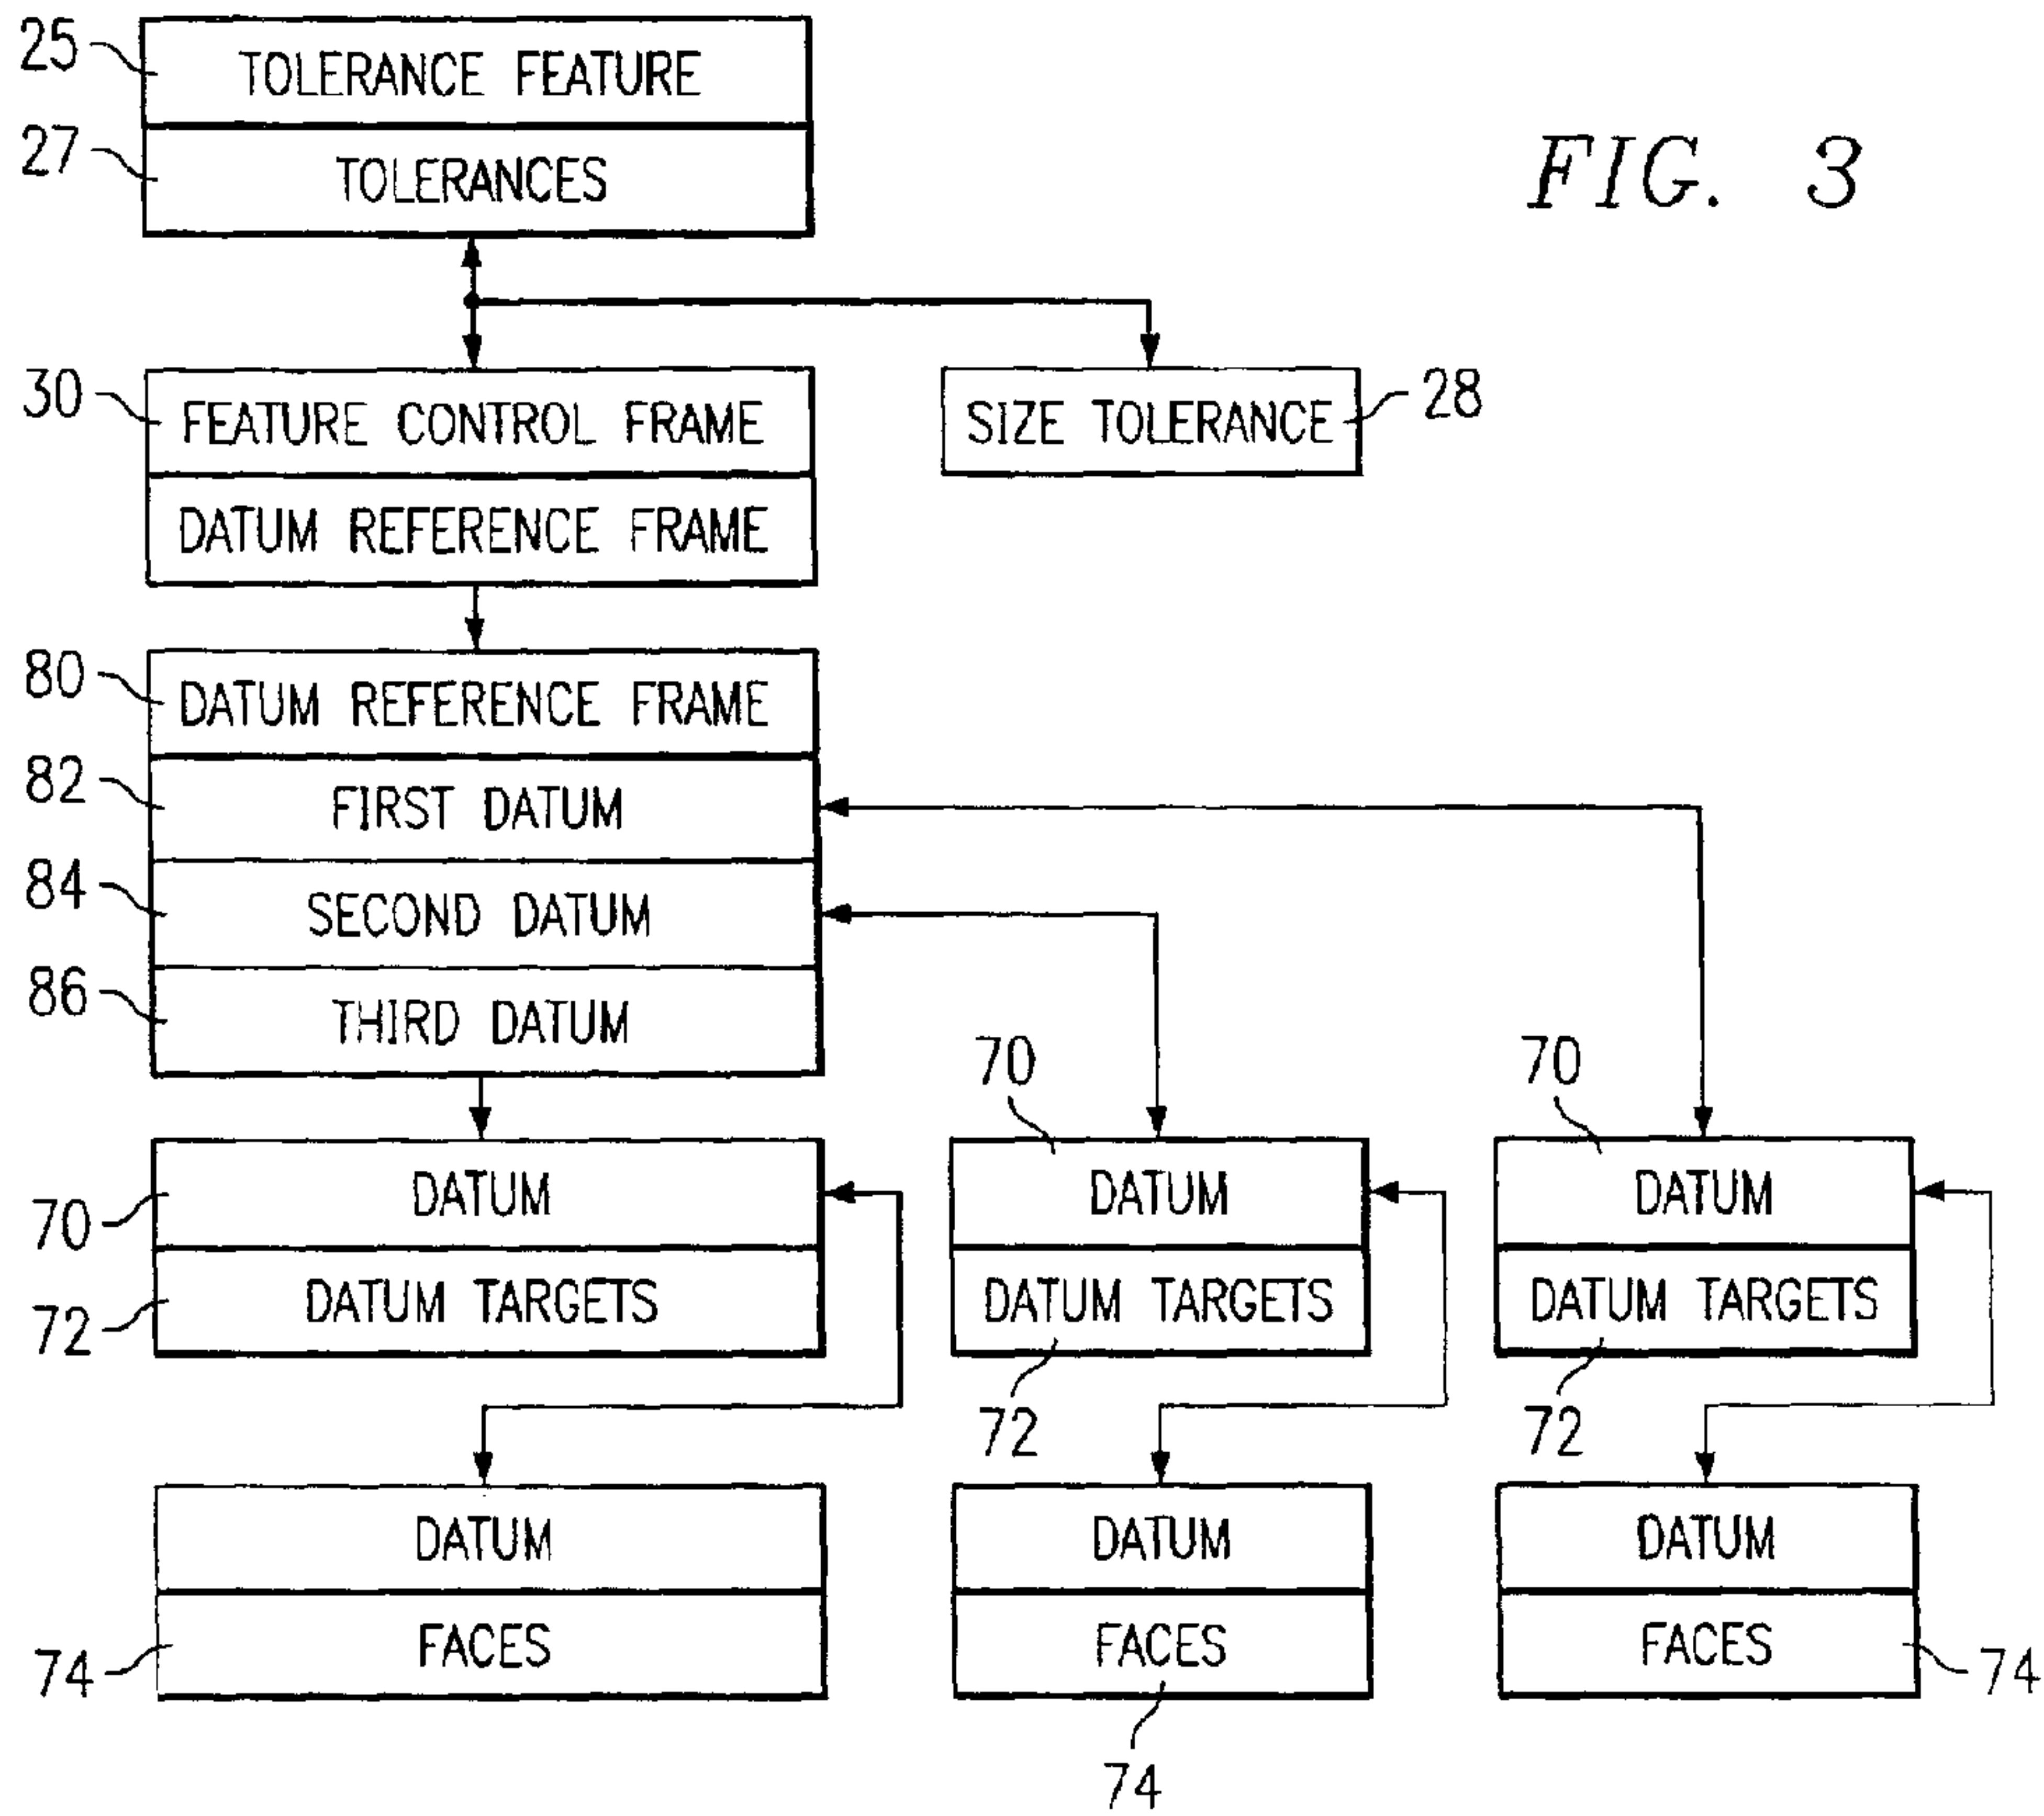 25
TOLERANCE FEATURE
27
TOLERANCES
FIG. 3
30
FEATURE CONTROL FRAME
SIZE TOLERANCE
28
DATUM REFERENCE FRAME
80
DATUM REFERENCE FRAME
82
FIRST DATUM
84
SECOND DATUM
86
THIRD DATUM
70
70
DATUM
DATUM
DATUM
70
DATUM TARGETS
DATUM TARGETS
DATUM TARGETS
72
72
72
DATUM
DATUM
DATUM
FACES
FACES
FACES
74
74
74